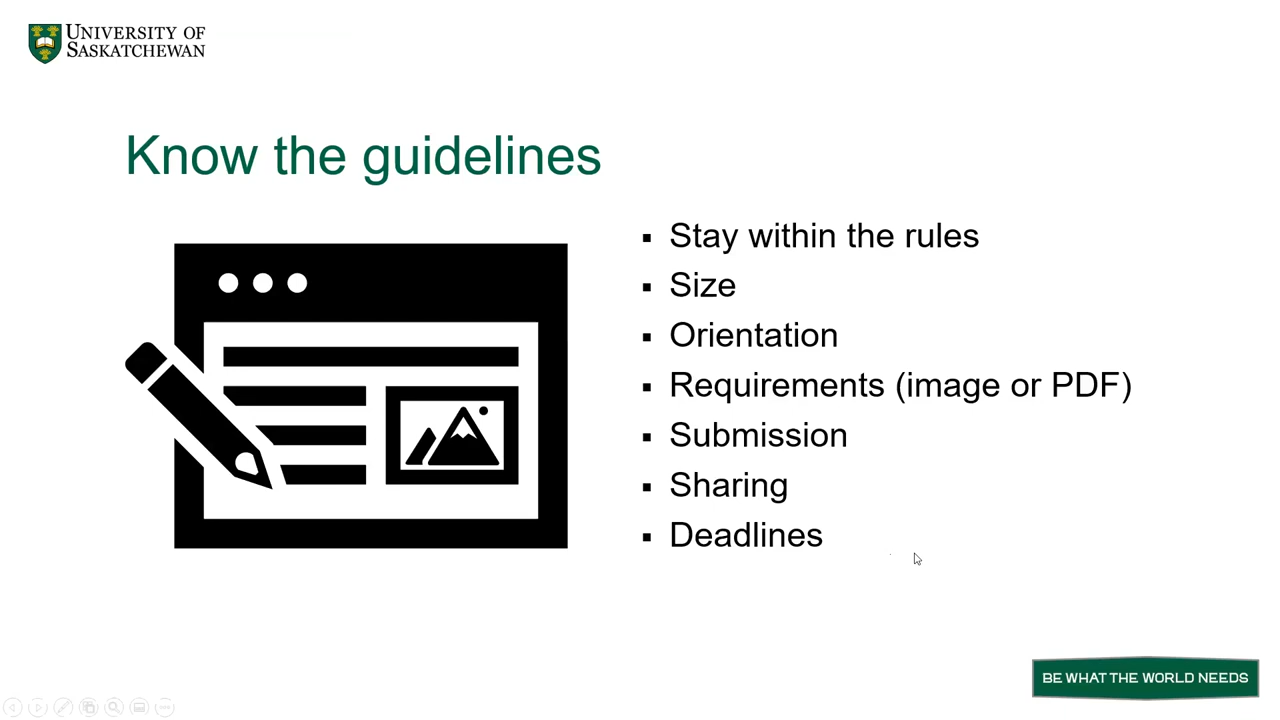 UNIVERSITY OF
SASKATCHEWAN
Know the guidelines
▪ Stay within the rules
▪ Size
▪ Orientation
▪ Requirements (image or PDF)
▪ Submission
▪ Sharing
▪ Deadlines
BE WHAT THE WORLD NEEDS